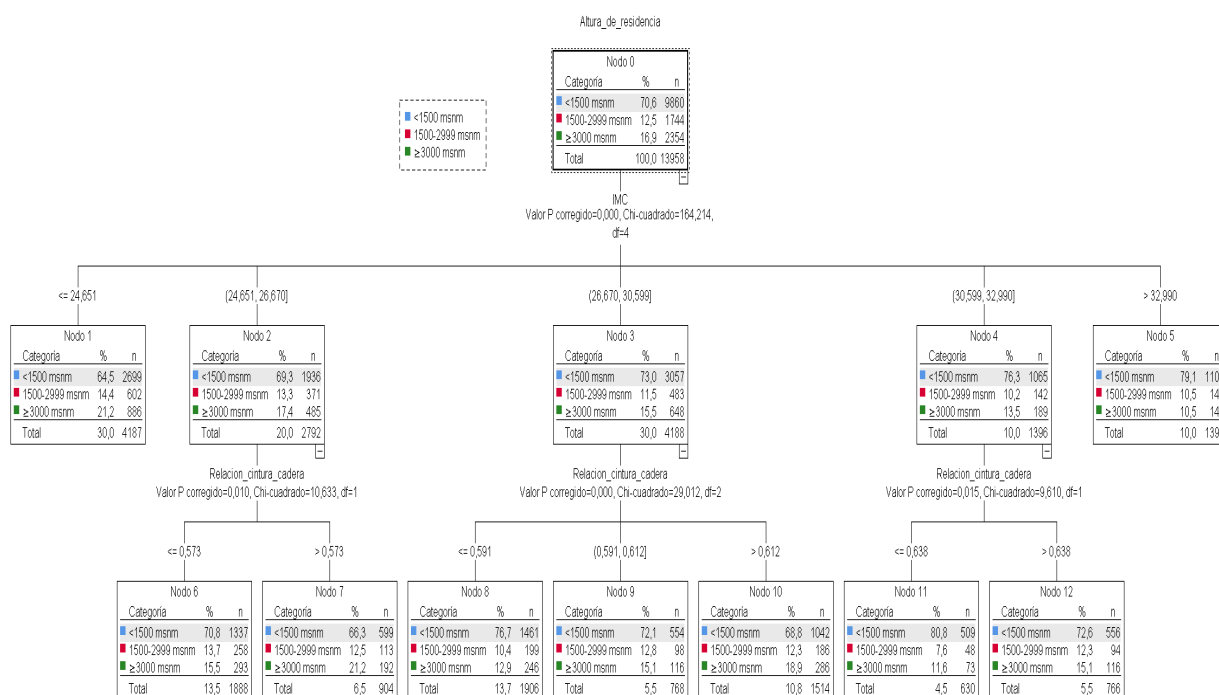 Altura_de_residencia
Nodo 0
Categoría % n
<1500 msnm 70,6 9860
1500-2999 msnm 12,5 1744
≥3000 msnm 16,9 2354
Total 100,0 13958
<1500 msnm
1500-2999 msnm
≥3000 msnm
IMC
Valor P corregido=0,000, Chi-cuadrado=164,214,
df=4
<= 24,651
(24,651, 26,670]
(26,670, 30,599]
(30,599, 32,990]
> 32,990
Nodo 1
Categoría % n
<1500 msnm 64,5 2699
1500-2999 msnm 14,4 602
≥3000 msnm 21,2 886
Total 30,0 4187
Nodo 2
Categoría % n
<1500 msnm 69,3 1936
1500-2999 msnm 13,3 371
≥3000 msnm 17,4 485
Total 20,0 2792
Nodo 3
Categoría % n
<1500 msnm 73,0 3057
1500-2999 msnm 11,5 483
≥3000 msnm 15,5 648
Total 30,0 4188
Nodo 4
Categoría % n
<1500 msnm 76,3 1065
1500-2999 msnm 10,2 142
≥3000 msnm 13,5 189
Total 10,0 1396
Nodo 5
Categoría %
<1500 msnm 79,1 110
1500-2999 msnm 10,5 14
≥3000 msnm 10,5 14
Total 10,0 139
Relacion_cintura_cadera
Valor P corregido=0,010, Chi-cuadrado=10,633, df=1
Relacion_cintura_cadera
Valor P corregido=0,000, Chi-cuadrado=29,012, df=2
Relacion_cintura_cadera
Valor P corregido=0,015, Chi-cuadrado=9,610, df=1
<= 0,573
> 0,573
<= 0,591
(0,591, 0,612]
> 0,612
<= 0,638
> 0,638
Nodo 6
Categoría % n
<1500 msnm 70,8 1337
1500-2999 msnm 13,7 258
≥3000 msnm 15,5 293
Total 13,5 1888
Nodo 7
Categoría % n
<1500 msnm 66,3 599
1500-2999 msnm 12,5 113
≥3000 msnm 21,2 192
Total 6,5 904
Nodo 8
Categoría % n
<1500 msnm 76,7 1461
1500-2999 msnm 10,4 199
≥3000 msnm 12,9 246
Total 13,7 1906
Nodo 9
Categoría % n
<1500 msnm 72,1 554
1500-2999 msnm 12,8 98
≥3000 msnm 15,1 116
Total 5,5 768
Nodo 10
Categoría % n
<1500 msnm 68,8 1042
1500-2999 msnm 12,3 186
≥3000 msnm 18,9 286
Total 10,8 1514
Nodo 11
Categoría % n
<1500 msnm 80,8 509
1500-2999 msnm 7,6 48
≥3000 msnm 11,6 73
Total 4,5 630
Nodo 12
Categoría % n
<1500 msnm 72,6 556
1500-2999 msnm 12,3 94
≥3000 msnm 15,1 116
Total 5,5 766